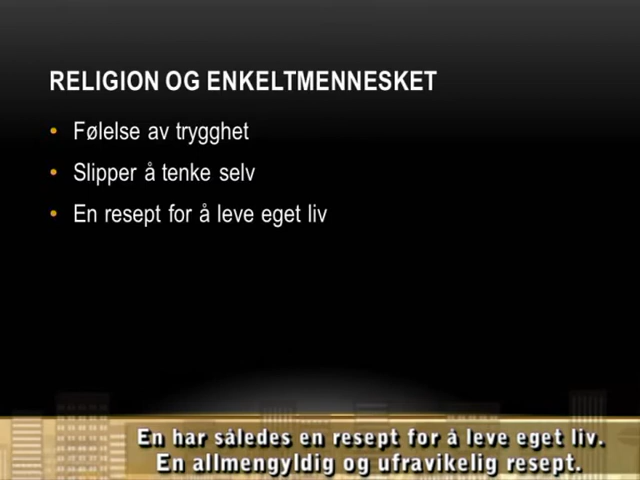 RELIGION OG ENKELTMENNESKET
• Følelse av trygghet
• Slipper å tenke selv
• En resept for å leve eget liv
En har således en resept for å leve eget liv.
En allmengyldig og ufravikelig resept.